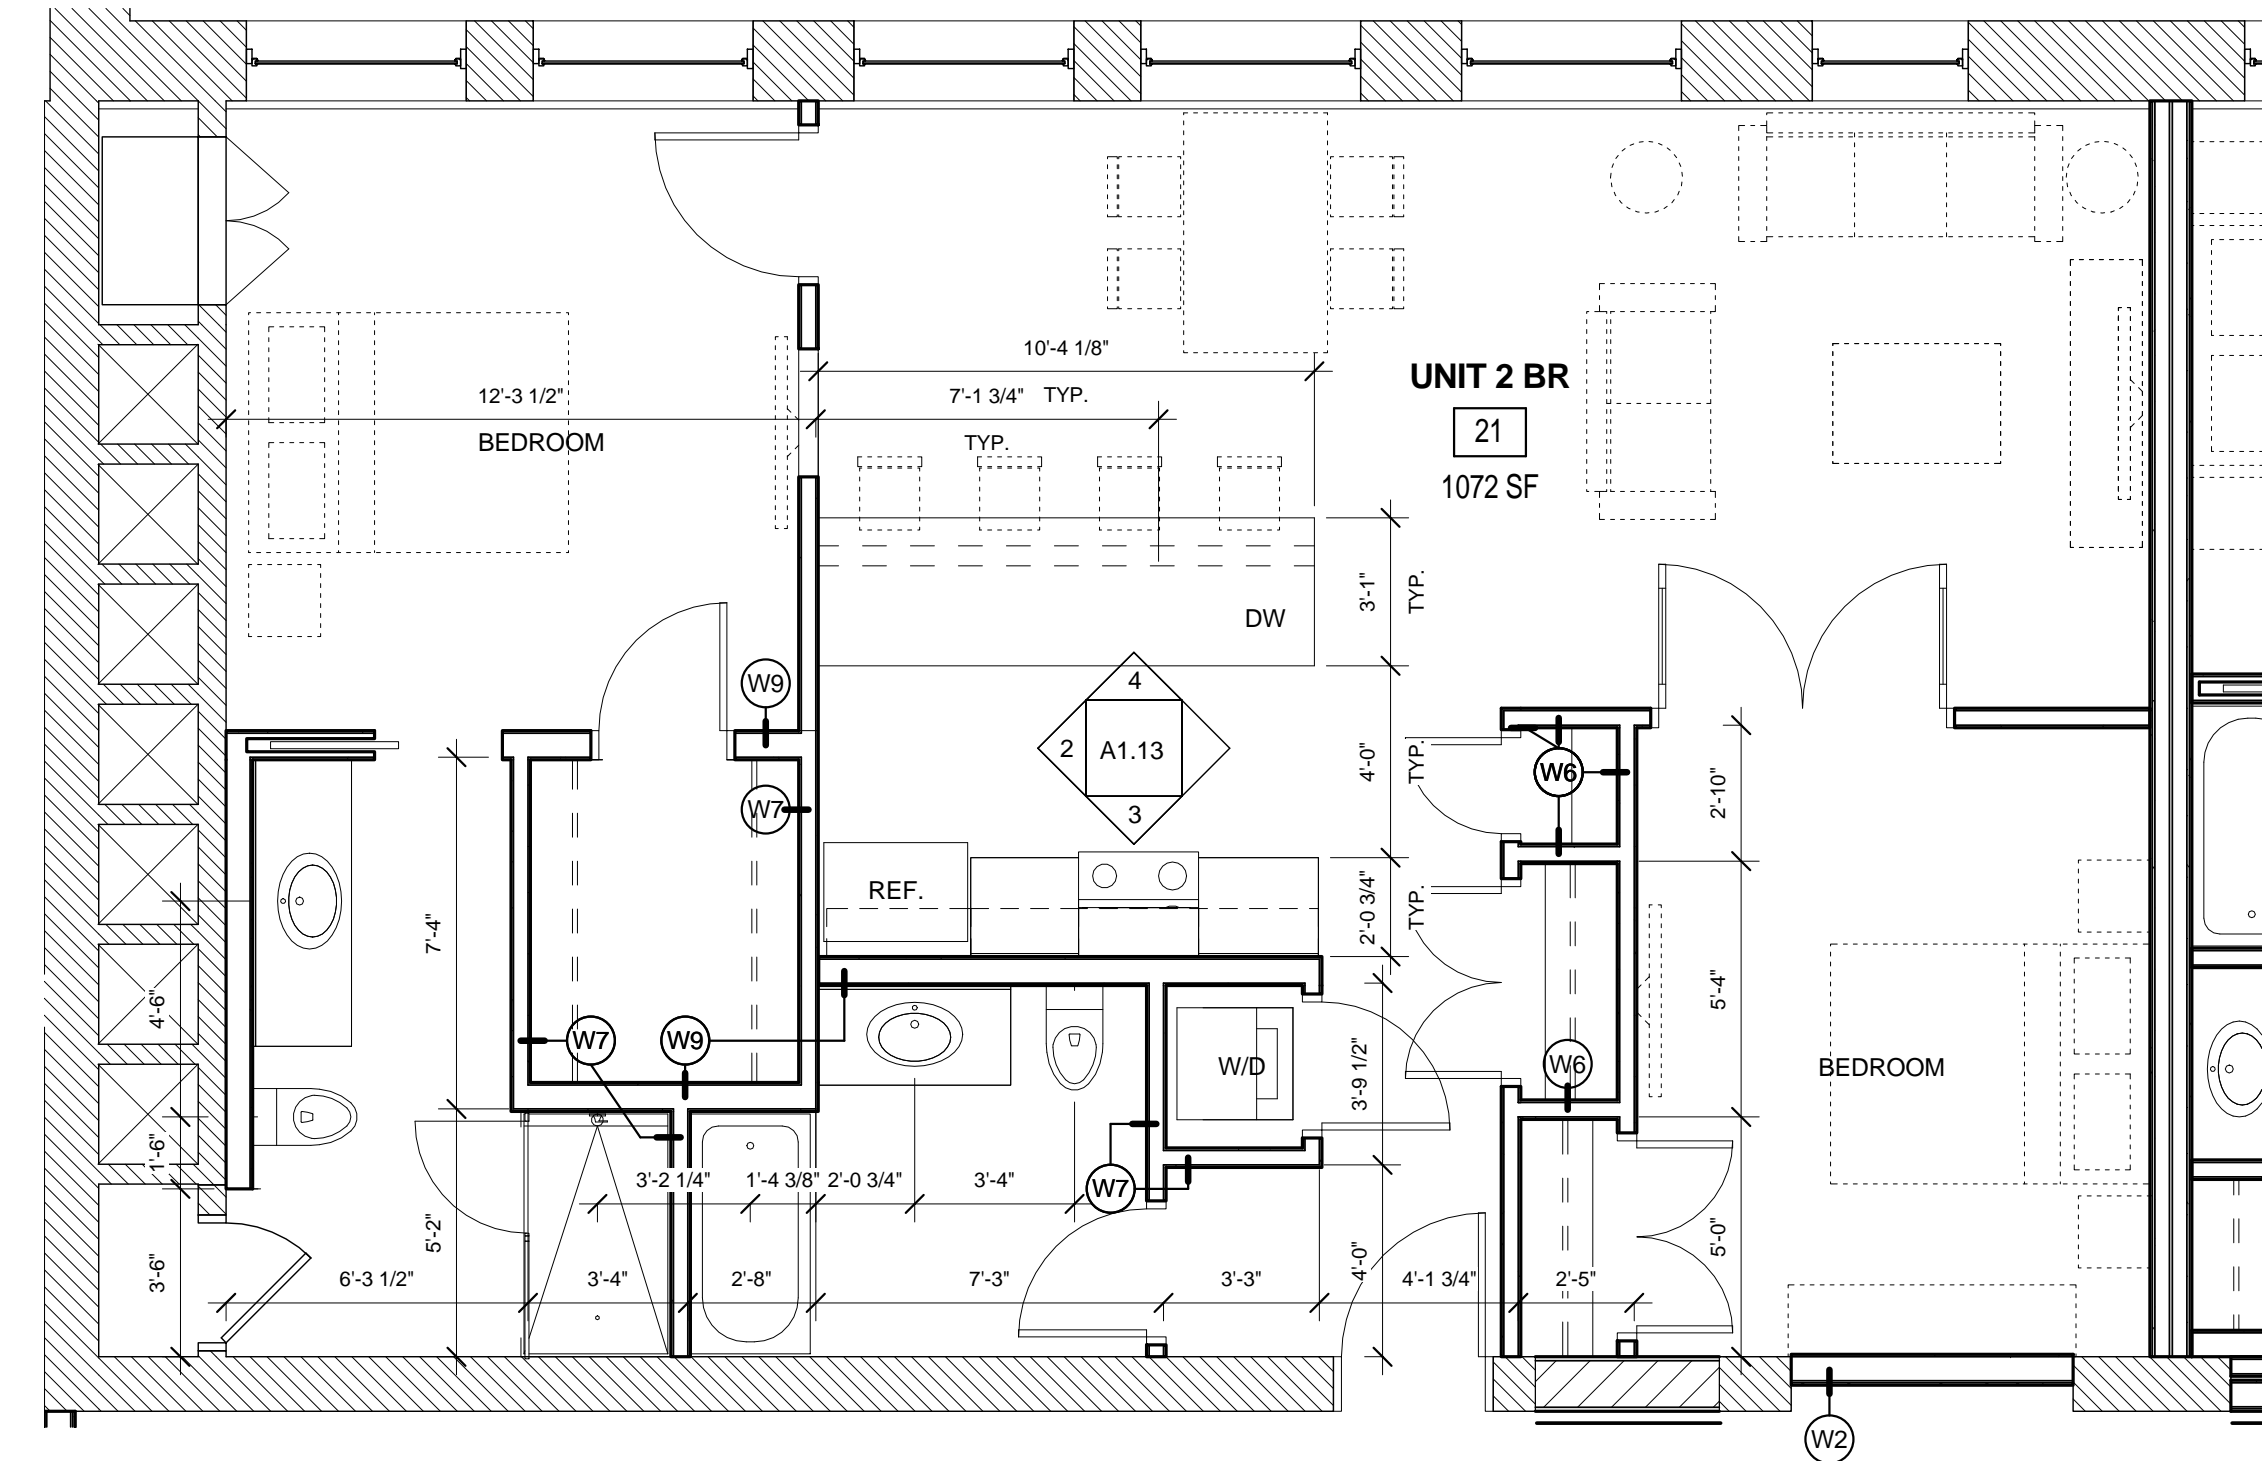 10'-4 1/8"
TYP.
12'-3 1/2"
7'-1 3/4"
TYP.
BEDROOM
UNIT 2 BR
21
1072 SF
3'-1"
TYP.
DW
W9
4
2
A1.13
3
4'-0"
TYP.
W6
2'-10"
W7
REF.
2'-0 3/4"
TYP.
7'-4"
4'-6"
5'-4"
W7
W9
W/D
3'-9 1/2"
W6
BEDROOM
1'-6"
3'-2 1/4"
1'-4 3/8"
2'-0 3/4"
3'-4"
W7
5'-2"
3'-6"
6'-3 1/2"
3'-4"
2'-8"
7'-3"
3'-3"
4'-0"
4'-1 3/4"
2'-5"
5'-0"
W2